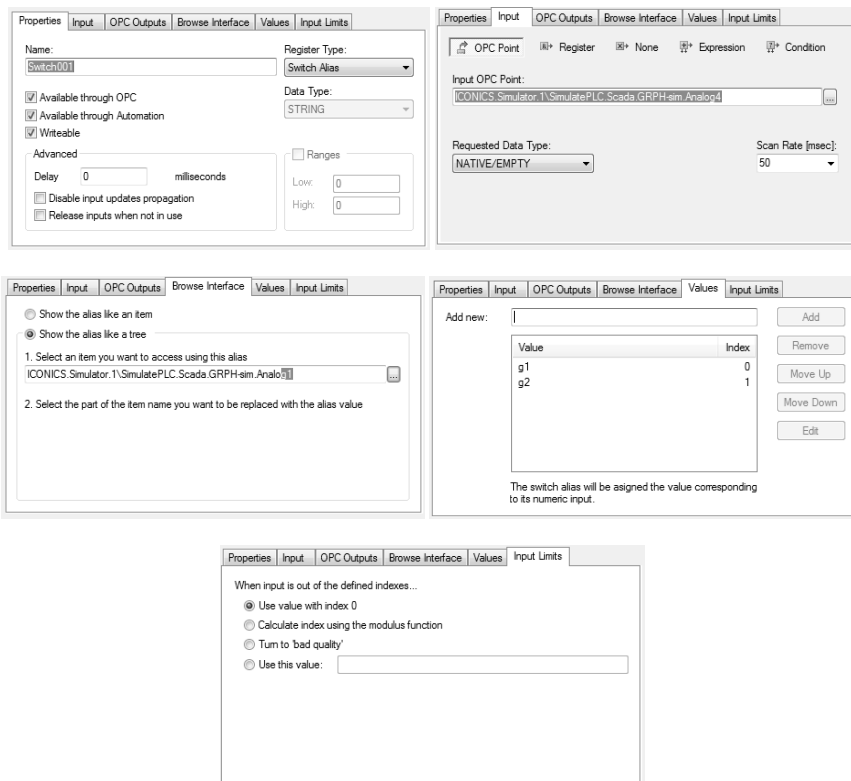 Properties Input OPC Outputs Browse Interface Values Input Limits
Name:
Switch001
Register Type:
Switch Alias
Available through OPC
Available through Automation
Writeable
Data Type:
STRING
Advanced
Delay 0 milliseconds
Disable input updates propagation
Release inputs when not in use
Ranges
Low: 0
High: 0
Properties Input OPC Outputs Browse Interface Values Input Limits
OPC Point Register None Expression Condition
Input OPC Point:
ICONICS.Simulator.1\SimulatePLC.Scada.GRPH-sim.Analog4 ...
Requested Data Type:
NATIVE/EMPTY
Scan Rate [msec]:
50
Properties Input OPC Outputs Browse Interface Values Input Limits
Show the alias like an item
Show the alias like a tree
1. Select an item you want to access using this alias
ICONICS.Simulator.1\SimulatePLC.Scada.GRPH-sim.Analog1 ...
2. Select the part of the item name you want to be replaced with the alias value
Properties Input OPC Outputs Browse Interface Values Input Limits
Add new: Add
Value Index
g1 0
g2 1
Remove
Move Up
Move Down
Edit
The switch alias will be asigned the value corresponding
to its numeric input.
Properties Input OPC Outputs Browse Interface Values Input Limits
When input is out of the defined indexes...
Use value with index 0
Calculate index using the modulus function
Turn to 'bad quality'
Use this value: